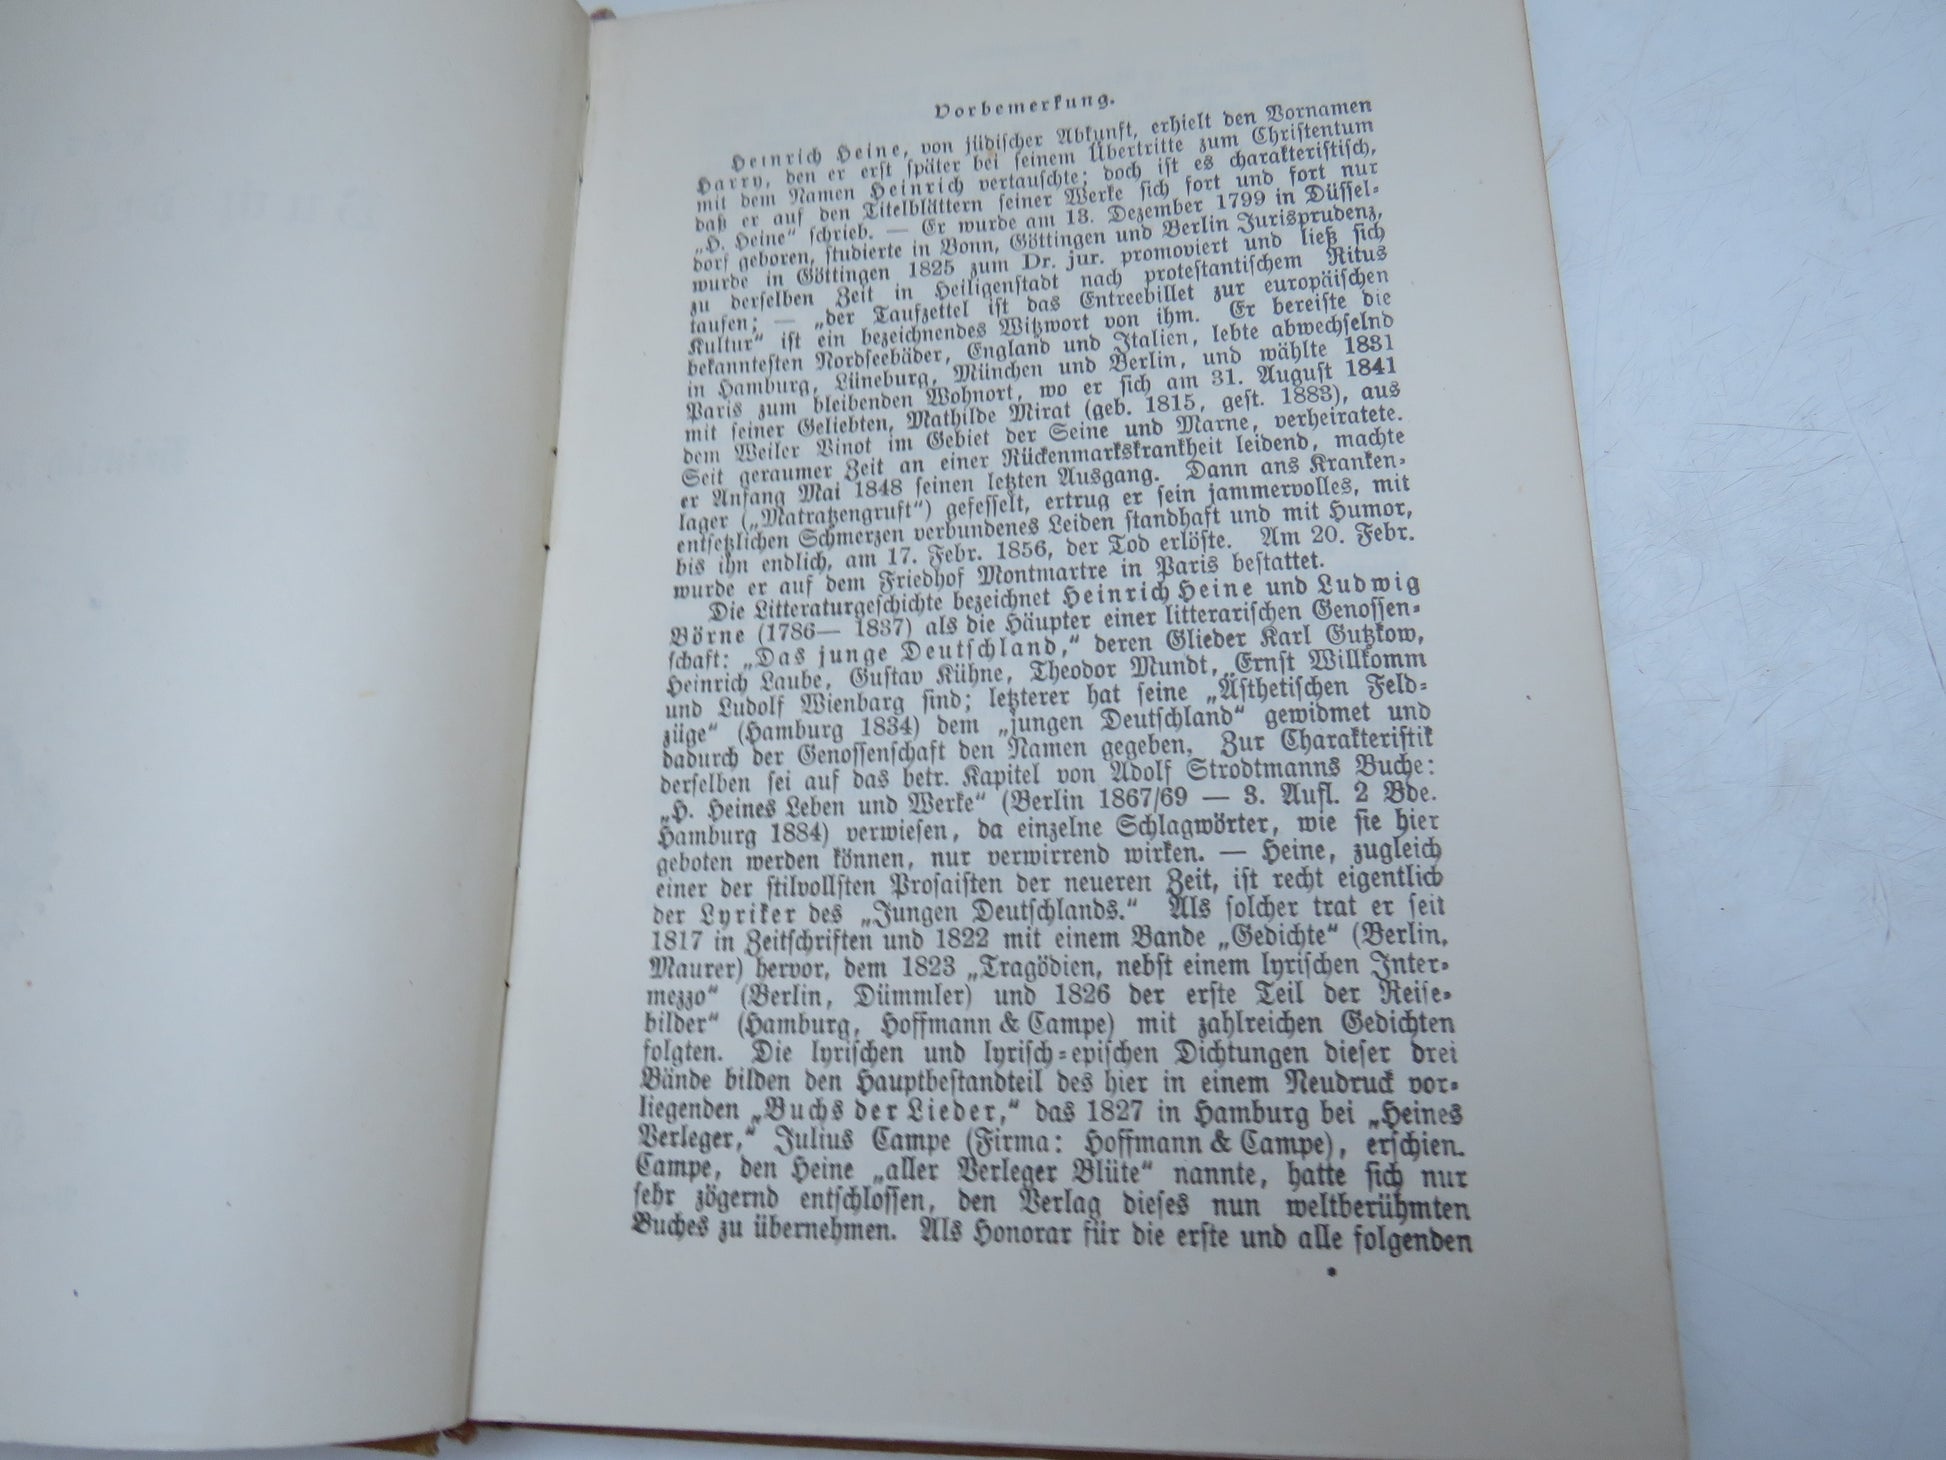 Vorbemerkung.
Heinrich Heine, von jüdischer Abkunft, erhielt den Vornamen
Harry, den er erst später bei seinem Übertritte zum Christentum
mit dem Namen Heinrich vertauschte; doch ist es charakteristisch,
daß er auf den Titelblättern seiner Werke sich fort und fort nur
„H. Heine“ schrieb. — Er wurde am 13. Dezember 1799 in Düssel-
dorf geboren, studierte in Bonn, Göttingen und Berlin Jurisprudenz,
wurde in Göttingen 1825 zum Dr. jur. promoviert und ließ sich
zu derselben Zeit in Heiligenstadt nach protestantischem Ritus
taufen; — „der Taufzettel ist das Entreebillet zur europäischen
Kultur“ ist ein bezeichnendes Witzwort von ihm. Er bereiste die
bekanntesten Nordseebäder, England und Italien, lebte abwechselnd
in Hamburg, Lüneburg, München und Berlin, und wählte 1831
Paris zum bleibenden Wohnort, wo er sich am 31. August 1841
mit seiner Geliebten, Mathilde Mirat (geb. 1815, gest. 1883), aus
dem Weiler Vinot im Gebiet der Seine und Marne, verheiratete.
Seit geraumer Zeit an einer Rückenmarkskrankheit leidend, machte
er Anfang Mai 1848 seinen letzten Ausgang. Dann ans Kranken-
lager („Matratzengruft“) gefesselt, ertrug er sein jammervolles, mit
entsetzlichen Schmerzen verbundenes Leiden standhaft und mit Humor,
bis ihn endlich, am 17. Febr. 1856, der Tod erlöste. Am 20. Febr.
wurde er auf dem Friedhof Montmartre in Paris bestattet.
Die Litteraturgeschichte bezeichnet Heinrich Heine und Ludwig
Börne (1786— 1837) als die Häupter einer litterarischen Genossen-
schaft: „Das junge Deutschland,“ deren Glieder Karl Gutzkow,
Heinrich Laube, Gustav Kühne, Theodor Mundt, Ernst Willkomm
und Ludolf Wienbarg sind; letzterer hat seine „Ästhetischen Feld-
züge“ (Hamburg 1834) dem „jungen Deutschland“ gewidmet und
dadurch der Genossenschaft den Namen gegeben. Zur Charakteristik
derselben sei auf das betr. Kapitel von Adolf Strodtmanns Buche:
„H. Heines Leben und Werke“ (Berlin 1867/69 — 3. Aufl. 2 Bde.
Hamburg 1884) verwiesen, da einzelne Schlagwörter, wie sie hier
geboten werden können, nur verwirrend wirken. — Heine, zugleich
einer der stilvollsten Prosaisten der neueren Zeit, ist recht eigentlich
der Lyriker des „Jungen Deutschlands.“ Als solcher trat er seit
1817 in Zeitschriften und 1822 mit einem Bande „Gedichte“ (Berlin,
Maurer) hervor, dem 1823 „Tragödien, nebst einem lyrischen Inter-
mezzo“ (Berlin, Dümmler) und 1826 der erste Teil der Reise-
bilder“ (Hamburg, Hoffmann & Campe) mit zahlreichen Gedichten
folgten. Die lyrischen und lyrisch-epischen Dichtungen dieser drei
Bände bilden den Hauptbestandteil des hier in einem Neudruck vor-
liegenden „Buchs der Lieder,“ das 1827 in Hamburg bei „Heines
Verleger,“ Julius Campe (Firma: Hoffmann & Campe), erschien.
Campe, den Heine „aller Verleger Blüte“ nannte, hatte sich nur
sehr zögernd entschlossen, den Verlag dieses nun weltberühmten
Buches zu übernehmen. Als Honorar für die erste und alle folgenden
*